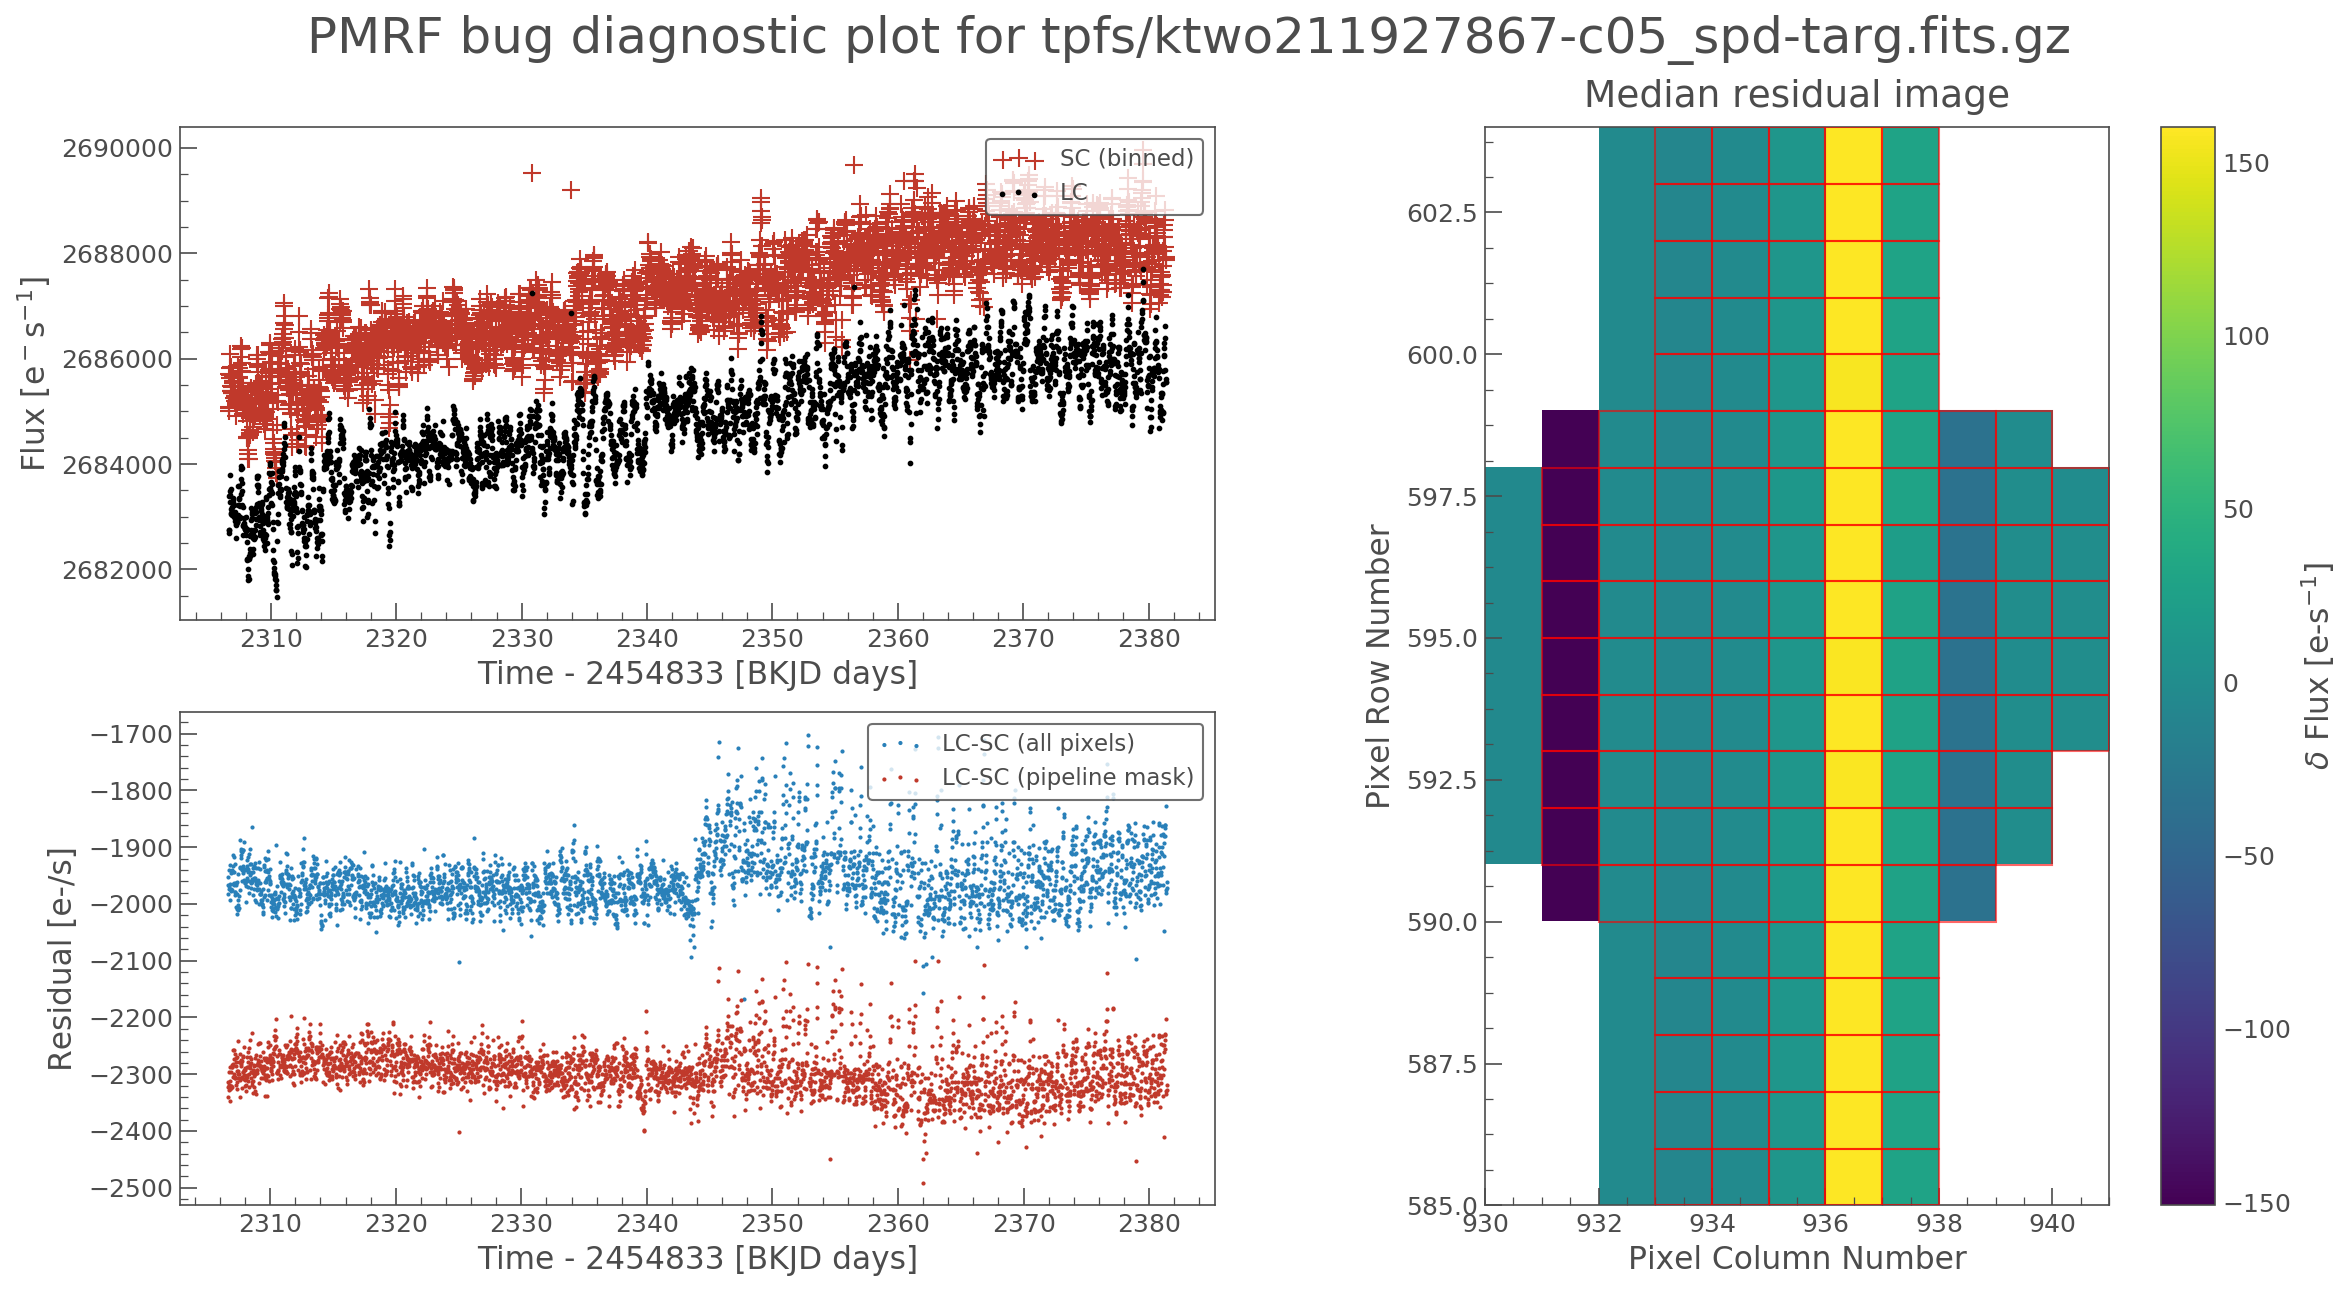 PMRF bug diagnostic plot for tpfs/ktwo211927867-c05_spd-targ.fits.gz
Flux [e⁻ s⁻¹]
2690000
2688000
2686000
2684000
2682000
SC (binned)
LC
2310 2320 2330 2340 2350 2360 2370 2380
Time - 2454833 [BKJD days]
Residual [e-/s]
−1700
−1800
−1900
−2000
−2100
−2200
−2300
−2400
−2500
LC-SC (all pixels)
LC-SC (pipeline mask)
2310 2320 2330 2340 2350 2360 2370 2380
Time - 2454833 [BKJD days]
Median residual image
Pixel Row Number
602.5
600.0
597.5
595.0
592.5
590.0
587.5
585.0
930 932 934 936 938 940
Pixel Column Number
150
100
50
0
−50
−100
−150
δ Flux [e-s⁻¹]